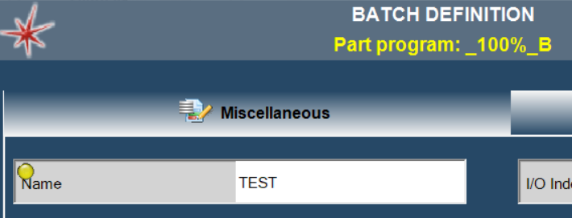 BATCH DEFINITION
Part program: _100%_B
Miscellaneous
Name TEST I/O